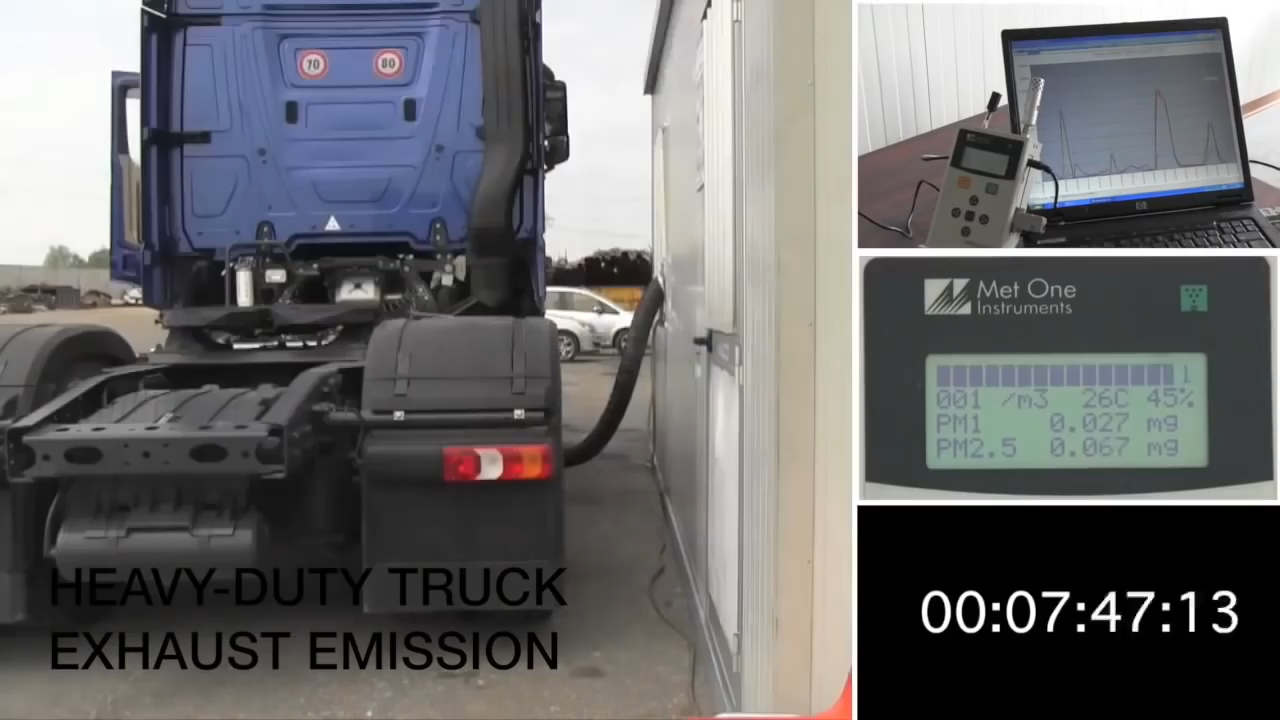 70
80
HEAVY-DUTY TRUCK
EXHAUST EMISSION
Met One
Instruments
1
001 /m3 26C 45%
PM1 0.027 mg
PM2.5 0.067 mg
00:07:47:13